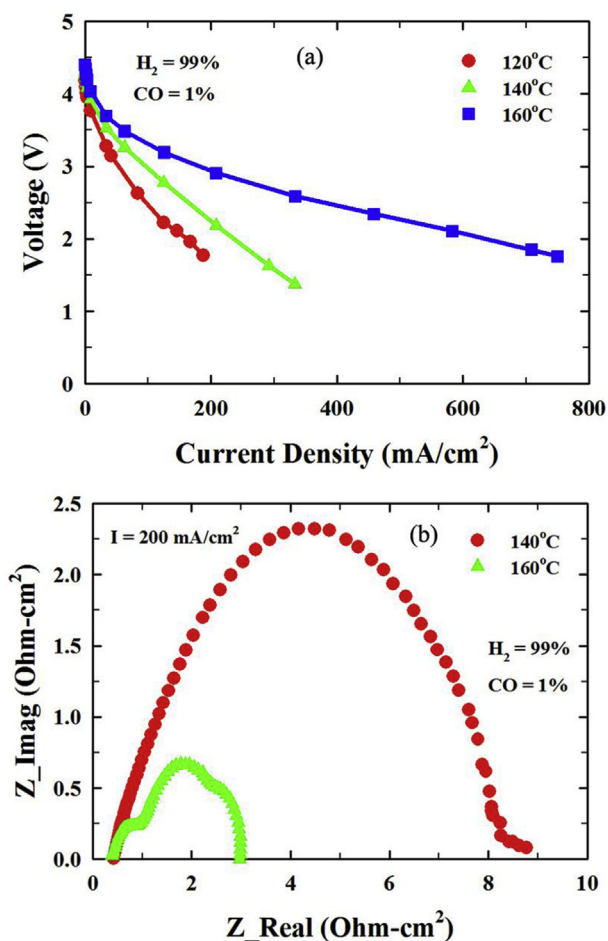 (a)
H₂ = 99%
CO = 1%
120°C
140°C
160°C
5
4
3
2
1
0
Voltage (V)
0 200 400 600 800
Current Density (mA/cm²)
(b)
I = 200 mA/cm²
140°C
160°C
H₂ = 99%
CO = 1%
2.5
2.0
1.5
1.0
0.5
0.0
Z_Imag (Ohm-cm²)
0 2 4 6 8 10
Z_Real (Ohm-cm²)